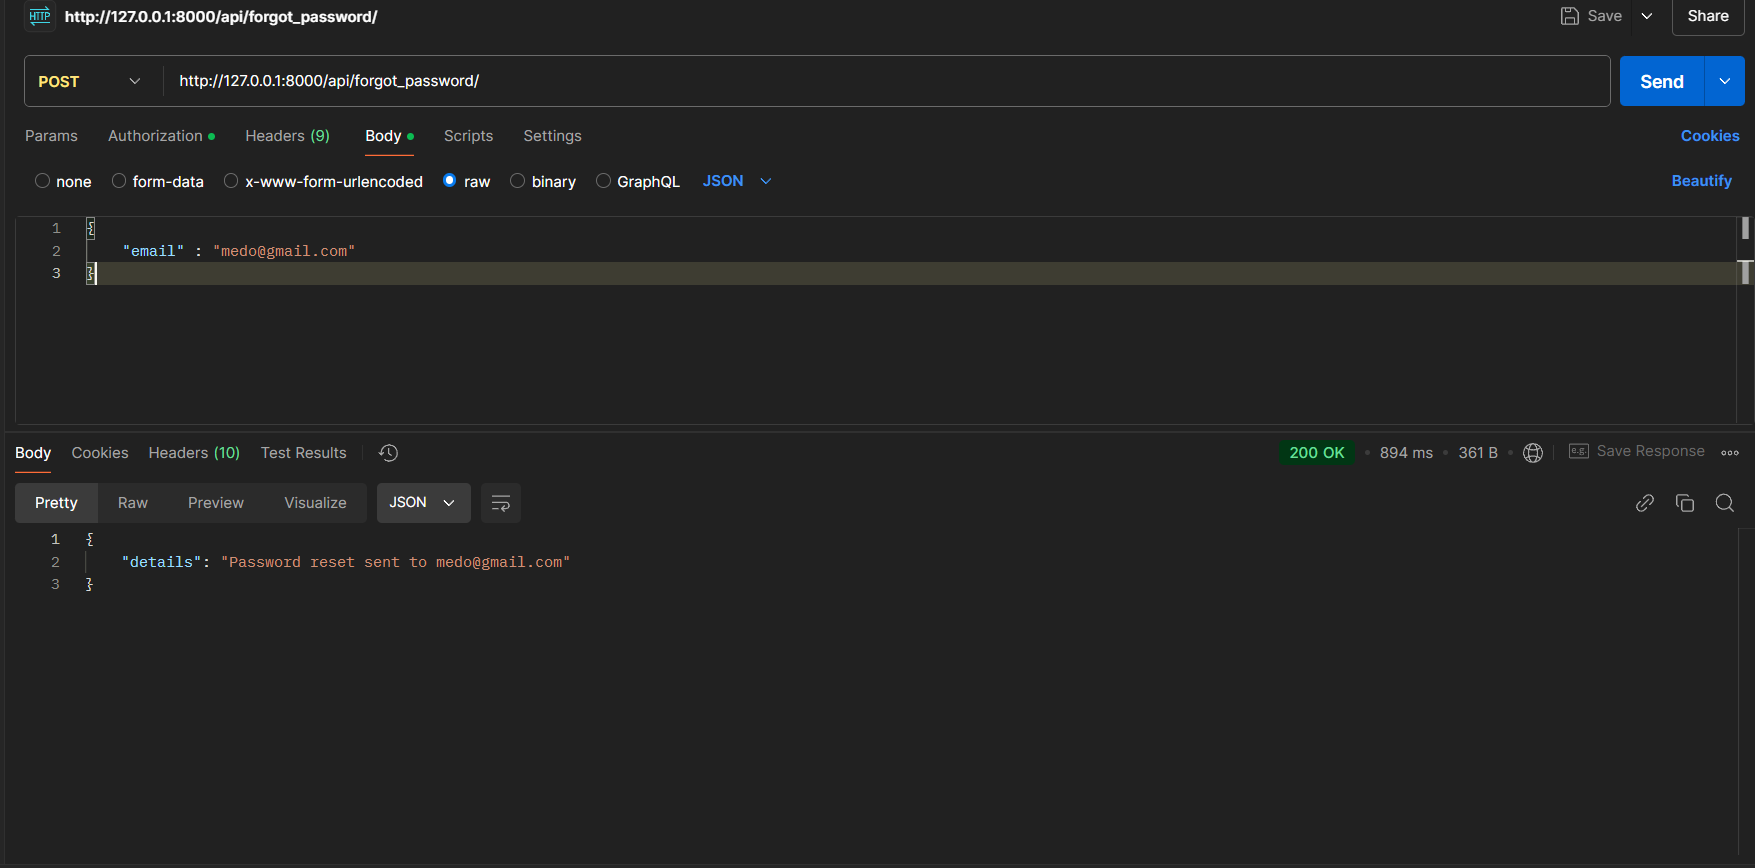 HTTP http://127.0.0.1:8000/api/forgot_password/ Save Share
POST http://127.0.0.1:8000/api/forgot_password/ Send
Params Authorization Headers (9) Body Scripts Settings Cookies
none form-data x-www-form-urlencoded raw binary GraphQL JSON Beautify
1 {
2 "email" : "medo@gmail.com"
3 }
Body Cookies Headers (10) Test Results 200 OK • 894 ms • 361 B • e.g. Save Response
Pretty Raw Preview Visualize JSON
1 {
2 "details": "Password reset sent to medo@gmail.com"
3 }